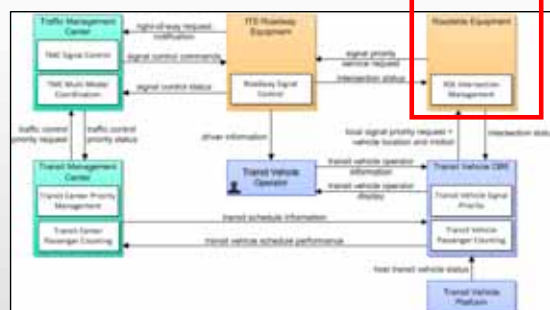 Traffic Management
Center
TMC Signal Control
TMC Multi-Modal
Coordination
right-of-way request
notification
signal control commands
signal control status
ITS Roadway
Equipment
Roadway Signal
Control
signal priority
service request
intersection status
Roadside Equipment
RSE Intersection
Management
traffic control
priority request
traffic control
priority status
driver information
local signal priority request +
vehicle location and motion
intersection status
Transit Management
Center
Transit Center Priority
Management
Transit Center
Passenger Counting
Transit Vehicle
Operator
transit vehicle operator
information
transit vehicle operator
display
Transit Vehicle OBE
Transit Vehicle Signal
Priority
Transit Vehicle
Passenger Counting
transit schedule information
transit vehicle schedule performance
host transit vehicle status
Transit Vehicle
Platform